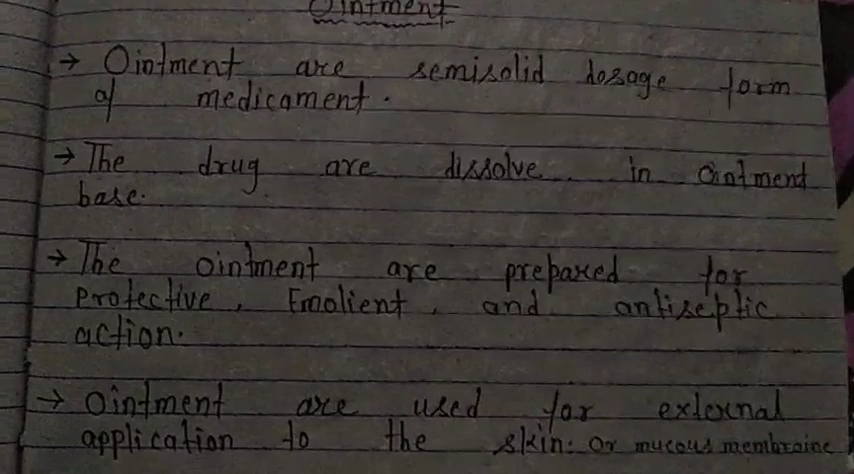 Ointment
→ Ointment are semisolid dosage form
of medicament.
→ The drug are dissolve in Ointment
base.
→ The ointment are prepared for
Protective, Emolient, and antiseptic
action.
→ Ointment are used for external
application to the skin. or mucous membraine